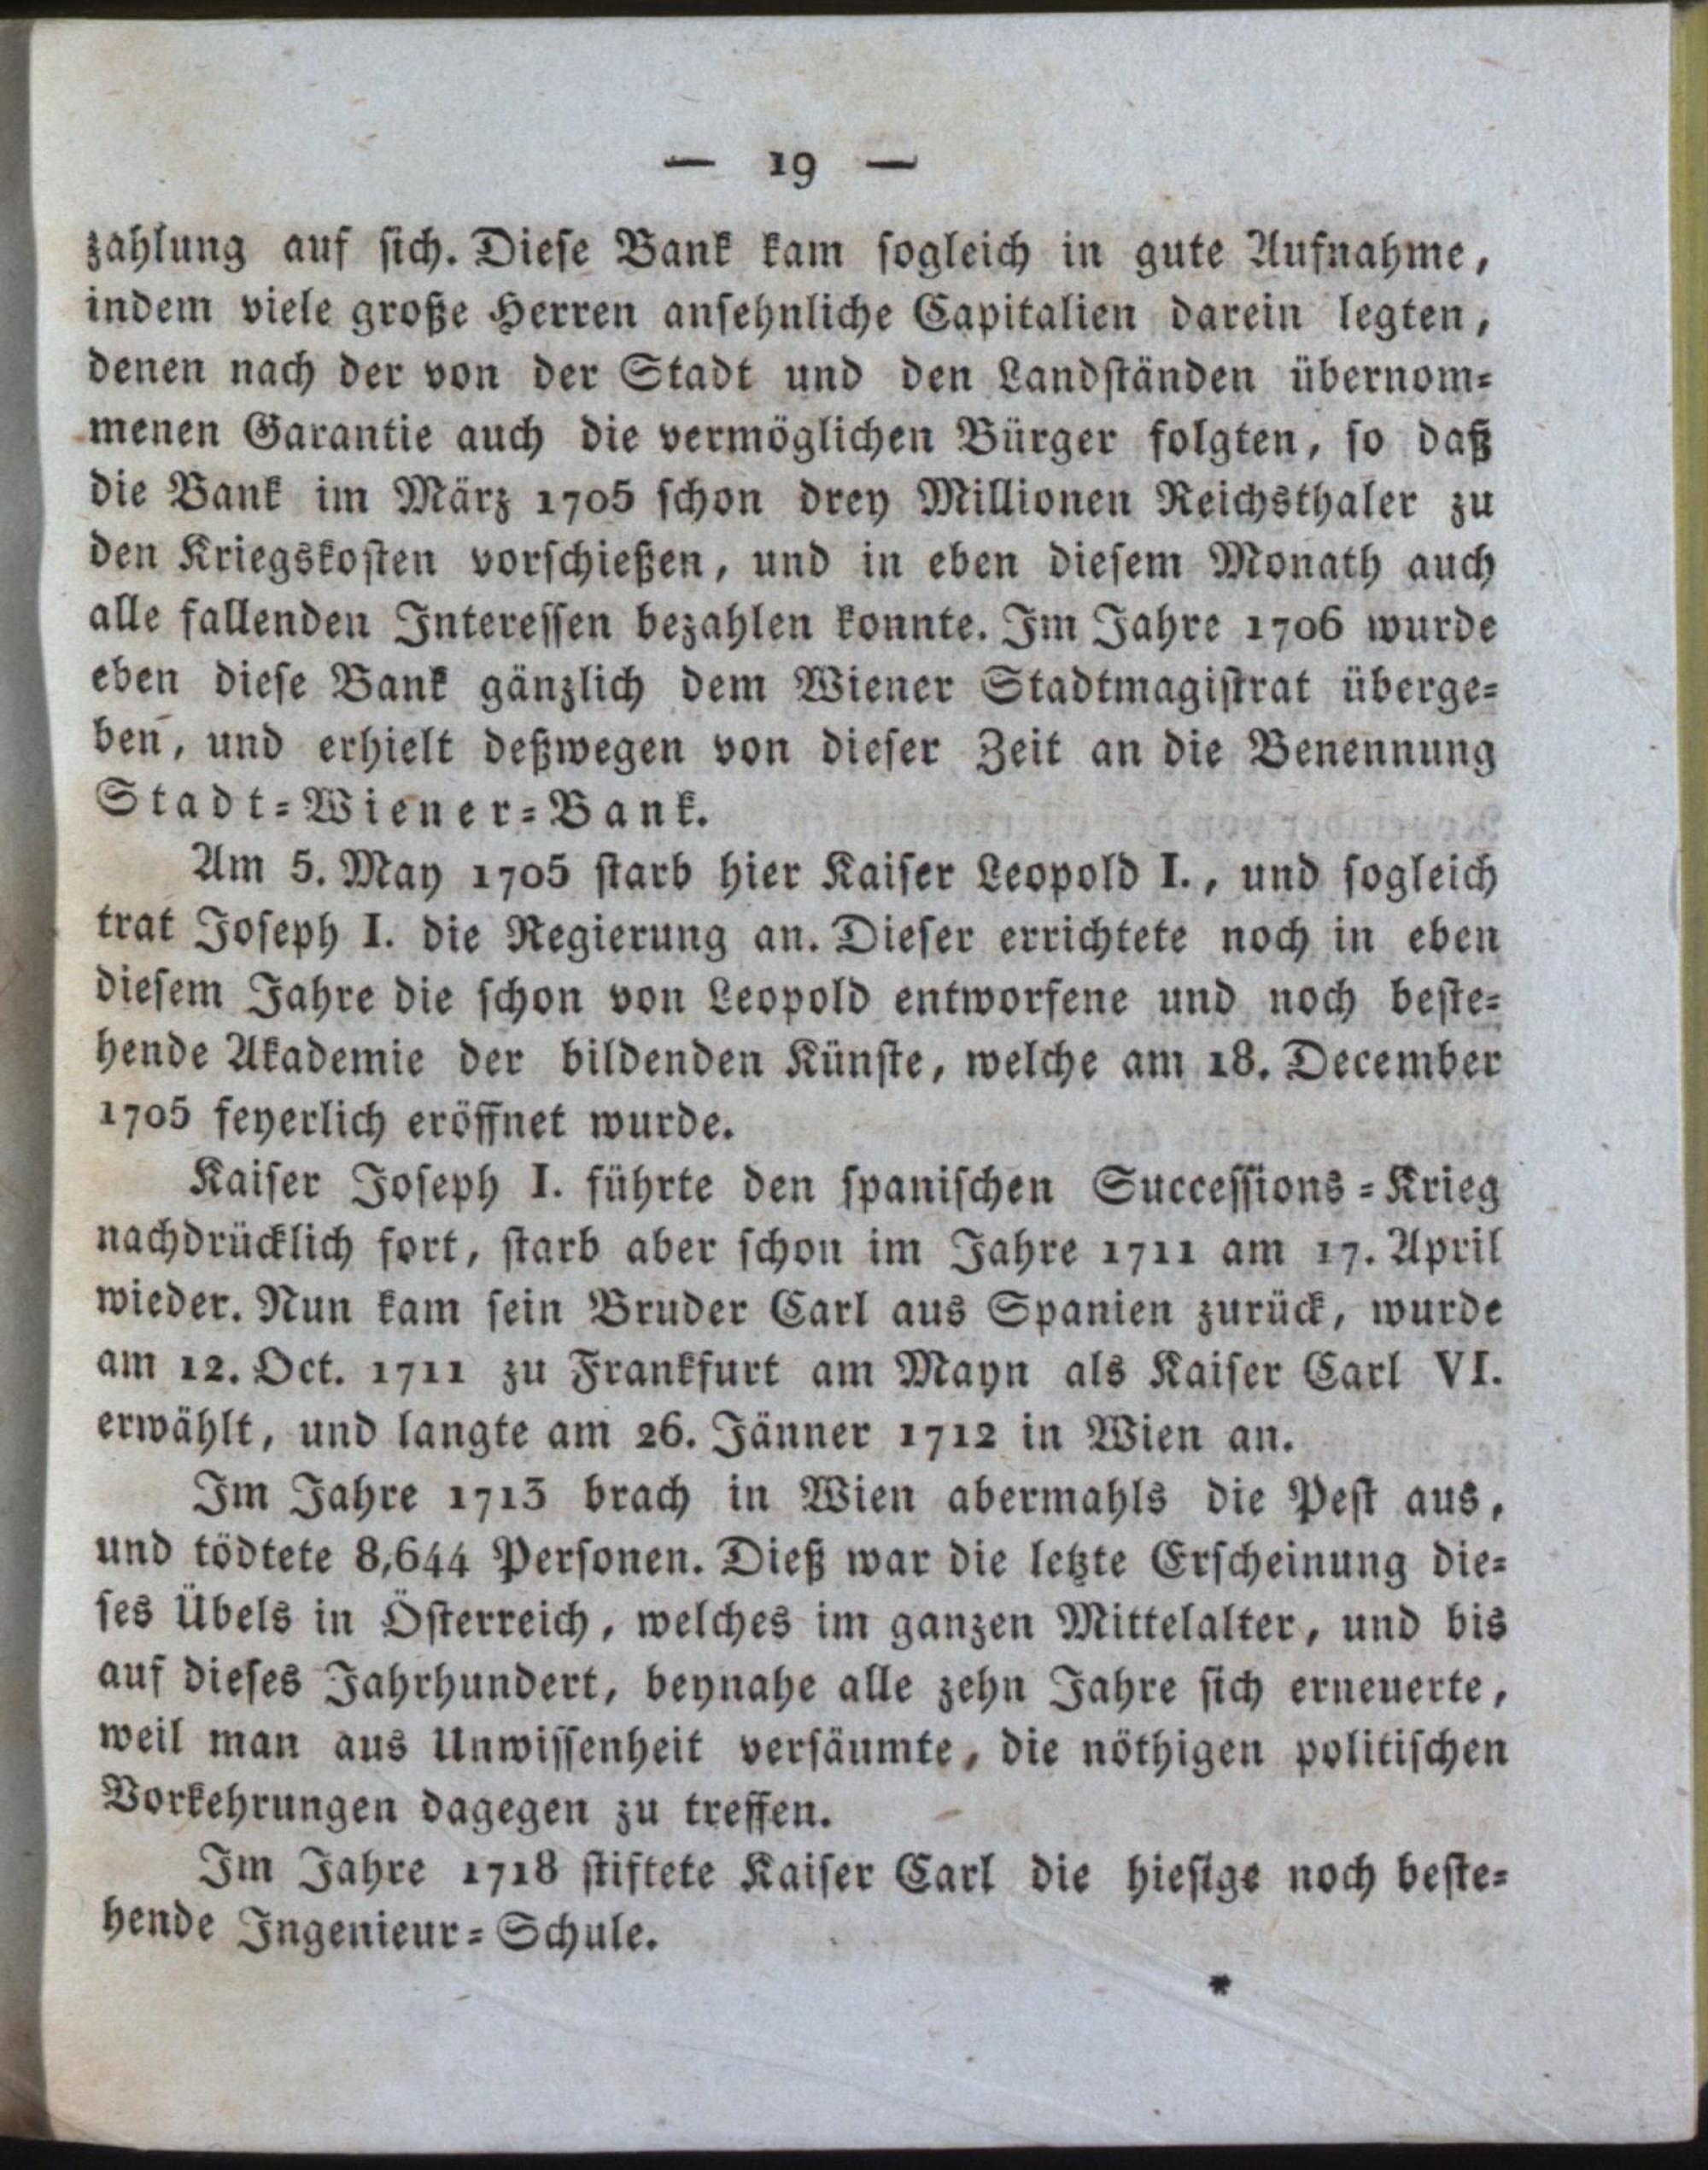 — 19 —
zahlung auf sich. Diese Bank kam sogleich in gute Aufnahme,
indem viele große Herren ansehnliche Capitalien darein legten,
denen nach der von der Stadt und den Landständen übernom=
menen Garantie auch die vermöglichen Bürger folgten, so daß
die Bank im März 1705 schon drey Millionen Reichsthaler zu
den Kriegskosten vorschießen, und in eben diesem Monath auch
alle fallenden Interessen bezahlen konnte. Im Jahre 1706 wurde
eben diese Bank gänzlich dem Wiener Stadtmagistrat überge=
ben, und erhielt deßwegen von dieser Zeit an die Benennung
Stadt=Wiener=Bank.
Am 5. May 1705 starb hier Kaiser Leopold I., und sogleich
trat Joseph I. die Regierung an. Dieser errichtete noch in eben
diesem Jahre die schon von Leopold entworfene und noch beste=
hende Akademie der bildenden Künste, welche am 18. December
1705 feyerlich eröffnet wurde.
Kaiser Joseph I. führte den spanischen Successions=Krieg
nachdrücklich fort, starb aber schon im Jahre 1711 am 17. April
wieder. Nun kam sein Bruder Carl aus Spanien zurück, wurde
am 12. Oct. 1711 zu Frankfurt am Mayn als Kaiser Carl VI.
erwählt, und langte am 26. Jänner 1712 in Wien an.
Im Jahre 1713 brach in Wien abermahls die Pest aus,
und tödtete 8,644 Personen. Dieß war die letzte Erscheinung die=
ses Übels in Österreich, welches im ganzen Mittelalter, und bis
auf dieses Jahrhundert, beynahe alle zehn Jahre sich erneuerte,
weil man aus Unwissenheit versäumte, die nöthigen politischen
Vorkehrungen dagegen zu treffen.
Im Jahre 1718 stiftete Kaiser Carl die hiesige noch beste=
hende Ingenieur=Schule.
*